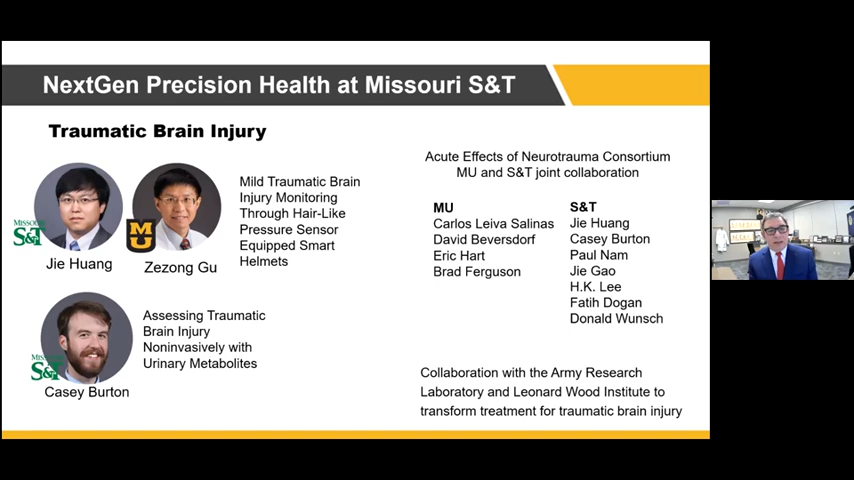 NextGen Precision Health at Missouri S&T
Traumatic Brain Injury
MISSOURI
S&T
Jie Huang
MU
Zezong Gu
Mild Traumatic Brain
Injury Monitoring
Through Hair-Like
Pressure Sensor
Equipped Smart
Helmets
MISSOURI
S&T
Casey Burton
Assessing Traumatic
Brain Injury
Noninvasively with
Urinary Metabolites
Acute Effects of Neurotrauma Consortium
MU and S&T joint collaboration
MU
Carlos Leiva Salinas
David Beversdorf
Eric Hart
Brad Ferguson
S&T
Jie Huang
Casey Burton
Paul Nam
Jie Gao
H.K. Lee
Fatih Dogan
Donald Wunsch
Collaboration with the Army Research
Laboratory and Leonard Wood Institute to
transform treatment for traumatic brain injury